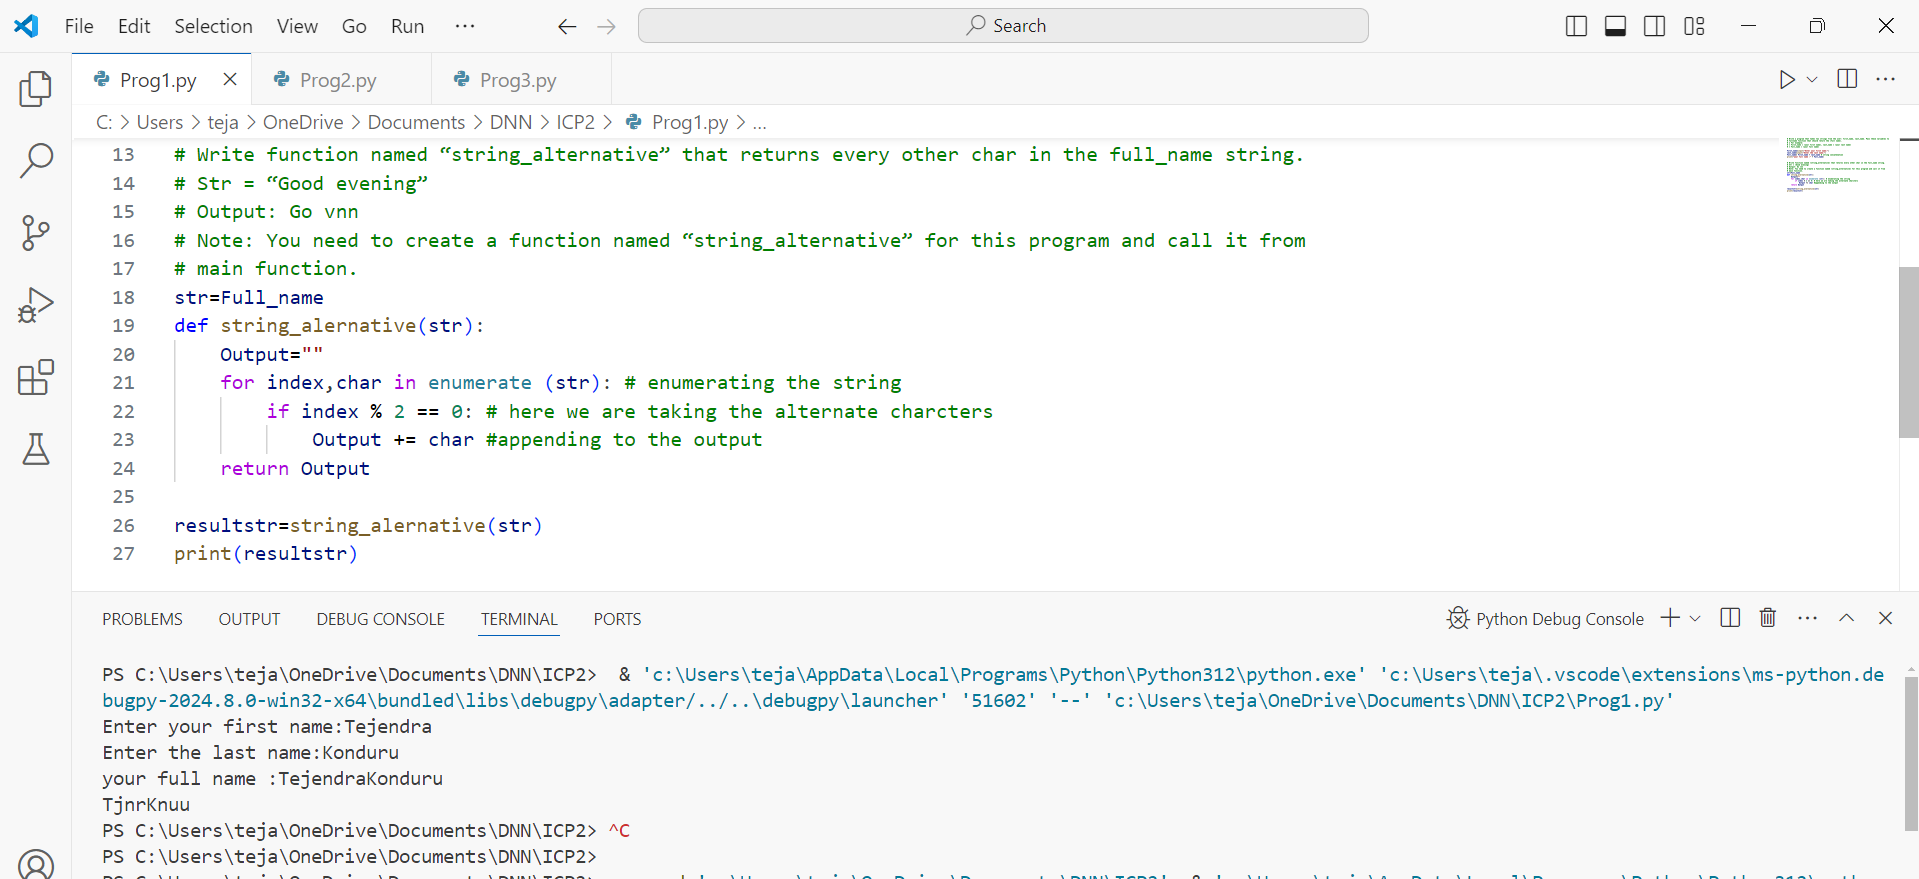 File Edit Selection View Go Run ... Search
Prog1.py Prog2.py Prog3.py
C: > Users > teja > OneDrive > Documents > DNN > ICP2 > Prog1.py > ...
13 # Write function named “string_alternative” that returns every other char in the full_name string.
14 # Str = “Good evening”
15 # Output: Go vnn
16 # Note: You need to create a function named “string_alternative” for this program and call it from
17 # main function.
18 str=Full_name
19 def string_alernative(str):
20 Output=""
21 for index,char in enumerate (str): # enumerating the string
22 if index % 2 == 0: # here we are taking the alternate charcters
23 Output += char #appending to the output
24 return Output
25
26 resultstr=string_alernative(str)
27 print(resultstr)
PROBLEMS OUTPUT DEBUG CONSOLE TERMINAL PORTS Python Debug Console
PS C:\Users\teja\OneDrive\Documents\DNN\ICP2>  & 'c:\Users\teja\AppData\Local\Programs\Python\Python312\python.exe' 'c:\Users\teja\.vscode\extensions\ms-python.de
bugpy-2024.8.0-win32-x64\bundled\libs\debugpy\adapter/../..\debugpy\launcher' '51602' '--' 'c:\Users\teja\OneDrive\Documents\DNN\ICP2\Prog1.py'
Enter your first name:Tejendra
Enter the last name:Konduru
your full name :TejendraKonduru
TjnrKnuu
PS C:\Users\teja\OneDrive\Documents\DNN\ICP2> ^C
PS C:\Users\teja\OneDrive\Documents\DNN\ICP2>